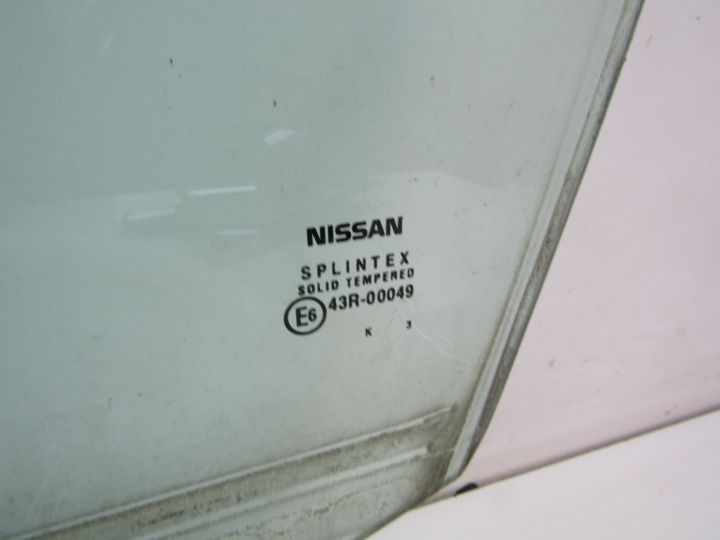 NISSAN
SPLINTEX
SOLID TEMPERED
E6 43R-00049
K 3